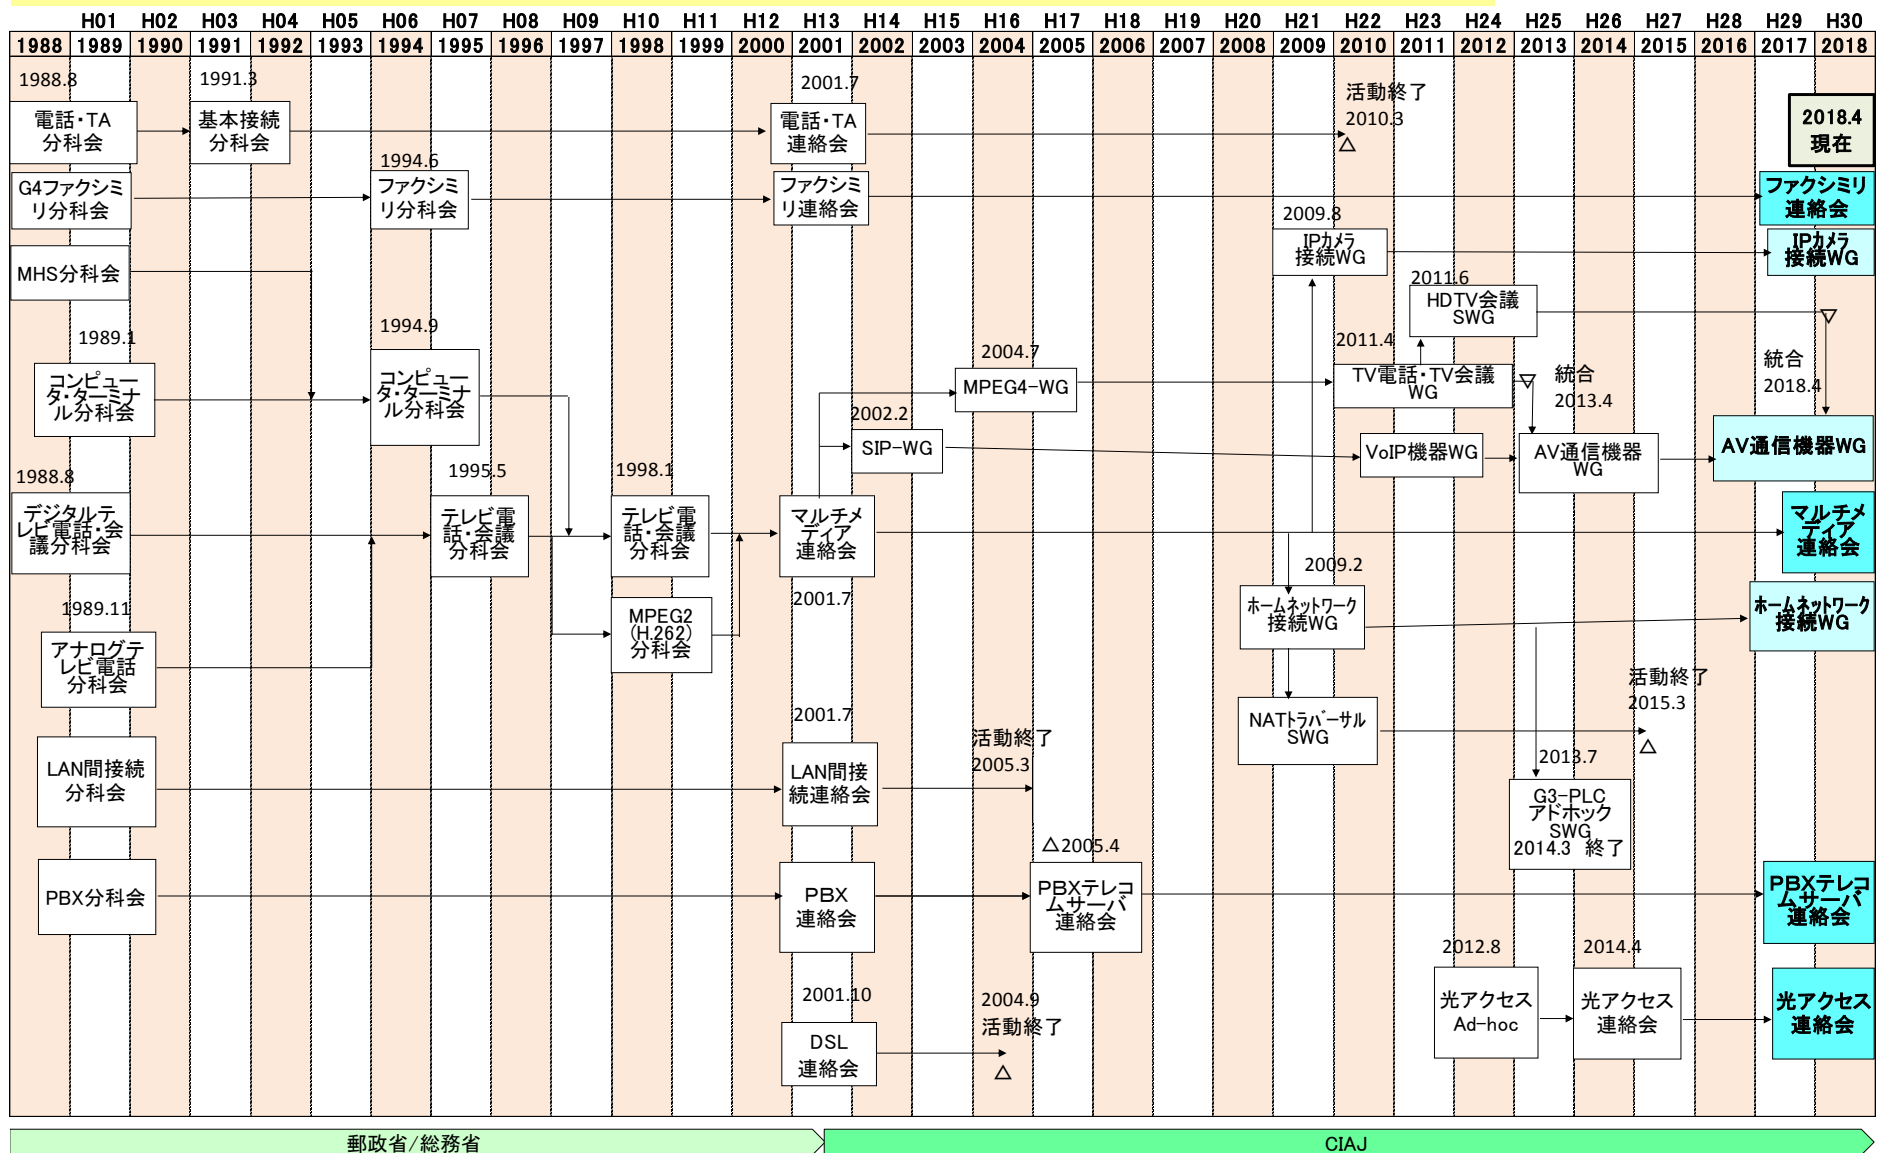 H01 H02 H03 H04 H05 H06 H07 H08 H09 H10 H11 H12 H13 H14 H15 H16 H17 H18 H19 H20 H21 H22 H23 H24 H25 H26 H27 H28 H29 H30
1988 1989 1990 1991 1992 1993 1994 1995 1996 1997 1998 1999 2000 2001 2002 2003 2004 2005 2006 2007 2008 2009 2010 2011 2012 2013 2014 2015 2016 2017 2018
1988.8
電話・TA
分科会
1991.3
基本接続
分科会
2001.7
電話・TA
連絡会
活動終了
2010.3
△
2018.4
現在
G4ファクシミ
リ分科会
1994.6
ファクシミ
リ分科会
ファクシミ
リ連絡会
ファクシミリ
連絡会
MHS分科会
2009.8
IPカメラ
接続WG
IPカメラ
接続WG
2011.6
HDTV会議
SWG
▽
1989.1
コンピュー
タ・ターミナ
ル分科会
1994.9
コンピュー
タ・ターミ
ナル分科会
2004.7
MPEG4-WG
2011.4
TV電話・TV会議
WG
▽
統合
2013.4
統合
2018.4
2002.2
SIP-WG
VoIP機器WG
AV通信機器
WG
AV通信機器WG
1988.8
デジタルテ
レビ電話・会
議分科会
1995.5
テレビ電
話・会議
分科会
1998.1
テレビ電
話・会議
分科会
マルチメ
ディア
連絡会
2001.7
マルチメ
ディア
連絡会
1989.11
アナログテ
レビ電話
分科会
MPEG2
(H.262)
分科会
2009.2
ホームネットワーク
接続WG
ホームネットワーク
接続WG
NATトラバーサル
SWG
活動終了
2015.3
△
LAN間接続
分科会
2001.7
LAN間接
続連絡会
活動終了
2005.3
2013.7
G3-PLC
アドホック
SWG
2014.3 終了
PBX分科会
PBX
連絡会
△2005.4
PBXテレコ
ムサーバ
連絡会
PBXテレコ
ムサーバ
連絡会
2001.10
DSL
連絡会
2004.9
活動終了
△
2012.8
光アクセス
Ad-hoc
2014.4
光アクセス
連絡会
光アクセス
連絡会
郵政省/総務省
CIAJ